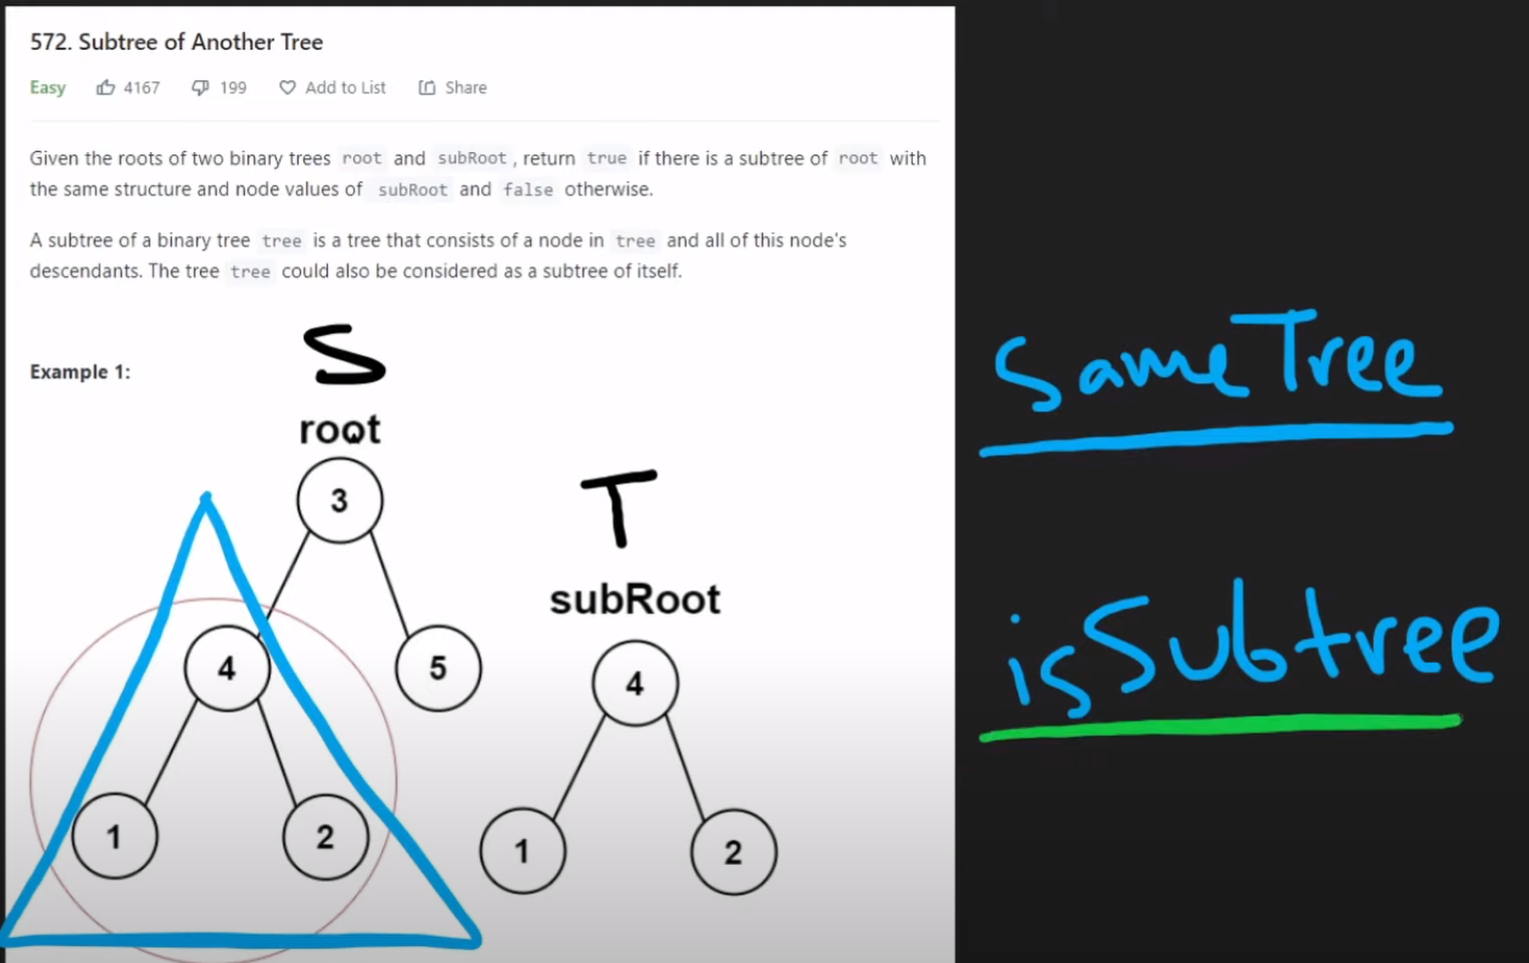 572. Subtree of Another Tree
Easy 4167 199 Add to List Share
Given the roots of two binary trees root and subRoot, return true if there is a subtree of root with
the same structure and node values of subRoot and false otherwise.
A subtree of a binary tree tree is a tree that consists of a node in tree and all of this node's
descendants. The tree tree could also be considered as a subtree of itself.
Example 1:
S
root
3
4
5
1
2
T
subRoot
4
1
2
SameTree
isSubtree